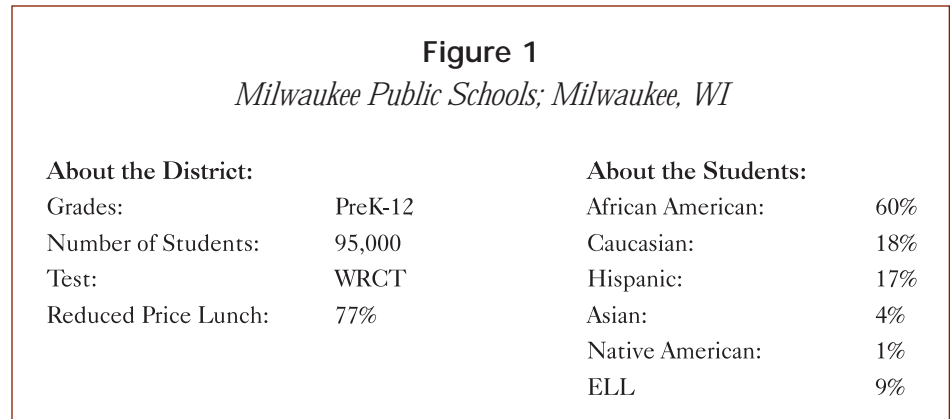 Figure 1
Milwaukee Public Schools; Milwaukee, WI
About the District:
Grades: PreK-12
Number of Students: 95,000
Test: WRCT
Reduced Price Lunch: 77%
About the Students:
African American: 60%
Caucasian: 18%
Hispanic: 17%
Asian: 4%
Native American: 1%
ELL 9%